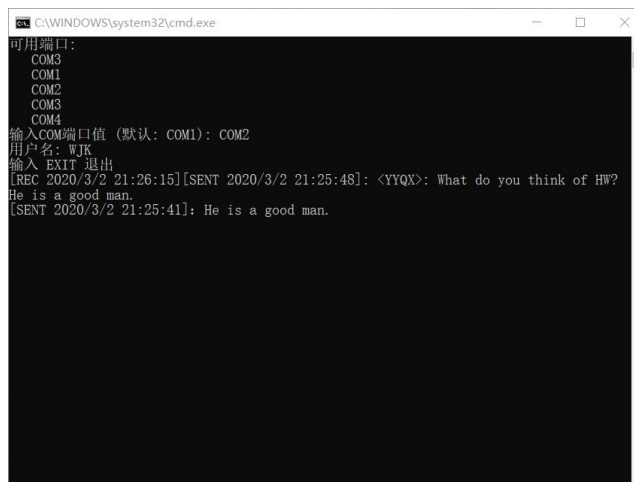 C:\WINDOWS\system32\cmd.exe
可用端口:
COM3
COM1
COM2
COM3
COM4
输入COM端口值 (默认: COM1): COM2
用户名: WJK
输入 EXIT 退出
[REC 2020/3/2 21:26:15][SENT 2020/3/2 21:25:48]: <YYQX>: What do you think of HW?
He is a good man.
[SENT 2020/3/2 21:25:41]: He is a good man.